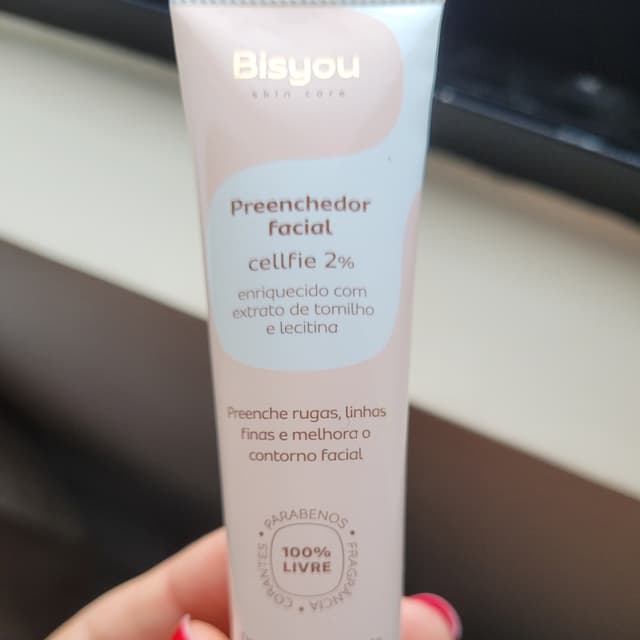 Bisyou
skin care
Preenchedor
facial
cellfie 2%
enriquecido com
extrato de tomilho
e lecitina
Preenche rugas, linhas
finas e melhora o
contorno facial
• PARABENOS • FRAGRÂNCIA • CORANTES
100%
LIVRE